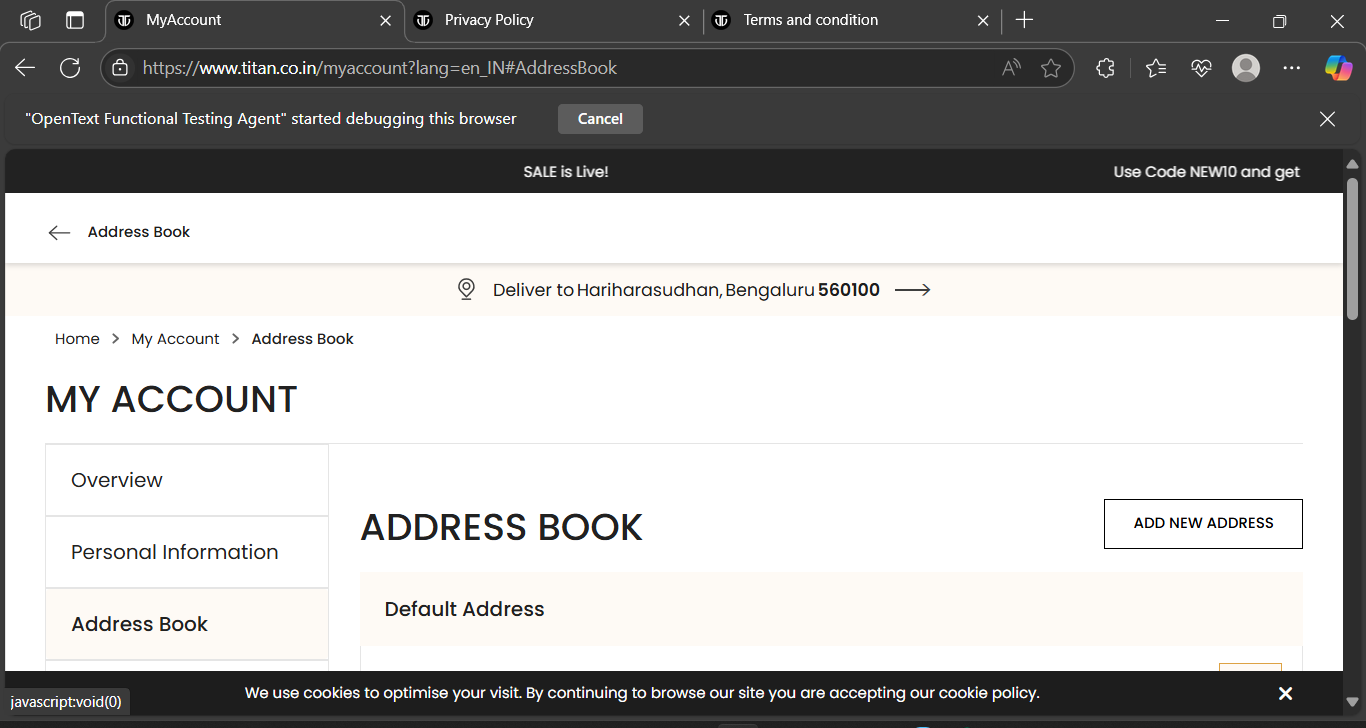 MyAccount
Privacy Policy
Terms and condition
https://www.titan.co.in/myaccount?lang=en_IN#AddressBook
"OpenText Functional Testing Agent" started debugging this browser
Cancel
SALE is Live!
Use Code NEW10 and get
Address Book
Deliver to Hariharasudhan, Bengaluru 560100
Home > My Account > Address Book
MY ACCOUNT
Overview
ADDRESS BOOK
ADD NEW ADDRESS
Personal Information
Default Address
Address Book
We use cookies to optimise your visit. By continuing to browse our site you are accepting our cookie policy.
javascript:void(0)